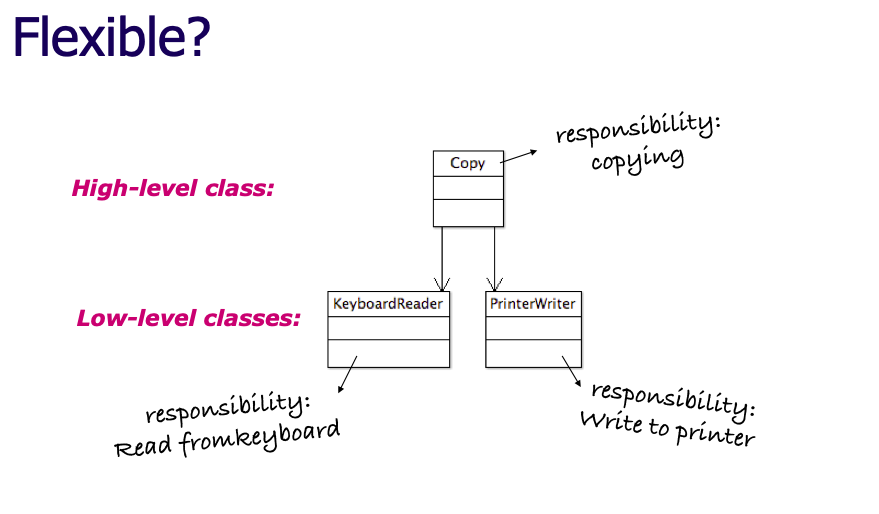 Flexible?
responsibility:
copying
Copy
High-level class:
KeyboardReader
PrinterWriter
Low-level classes:
responsibility:
Read fromkeyboard
responsibility:
Write to printer